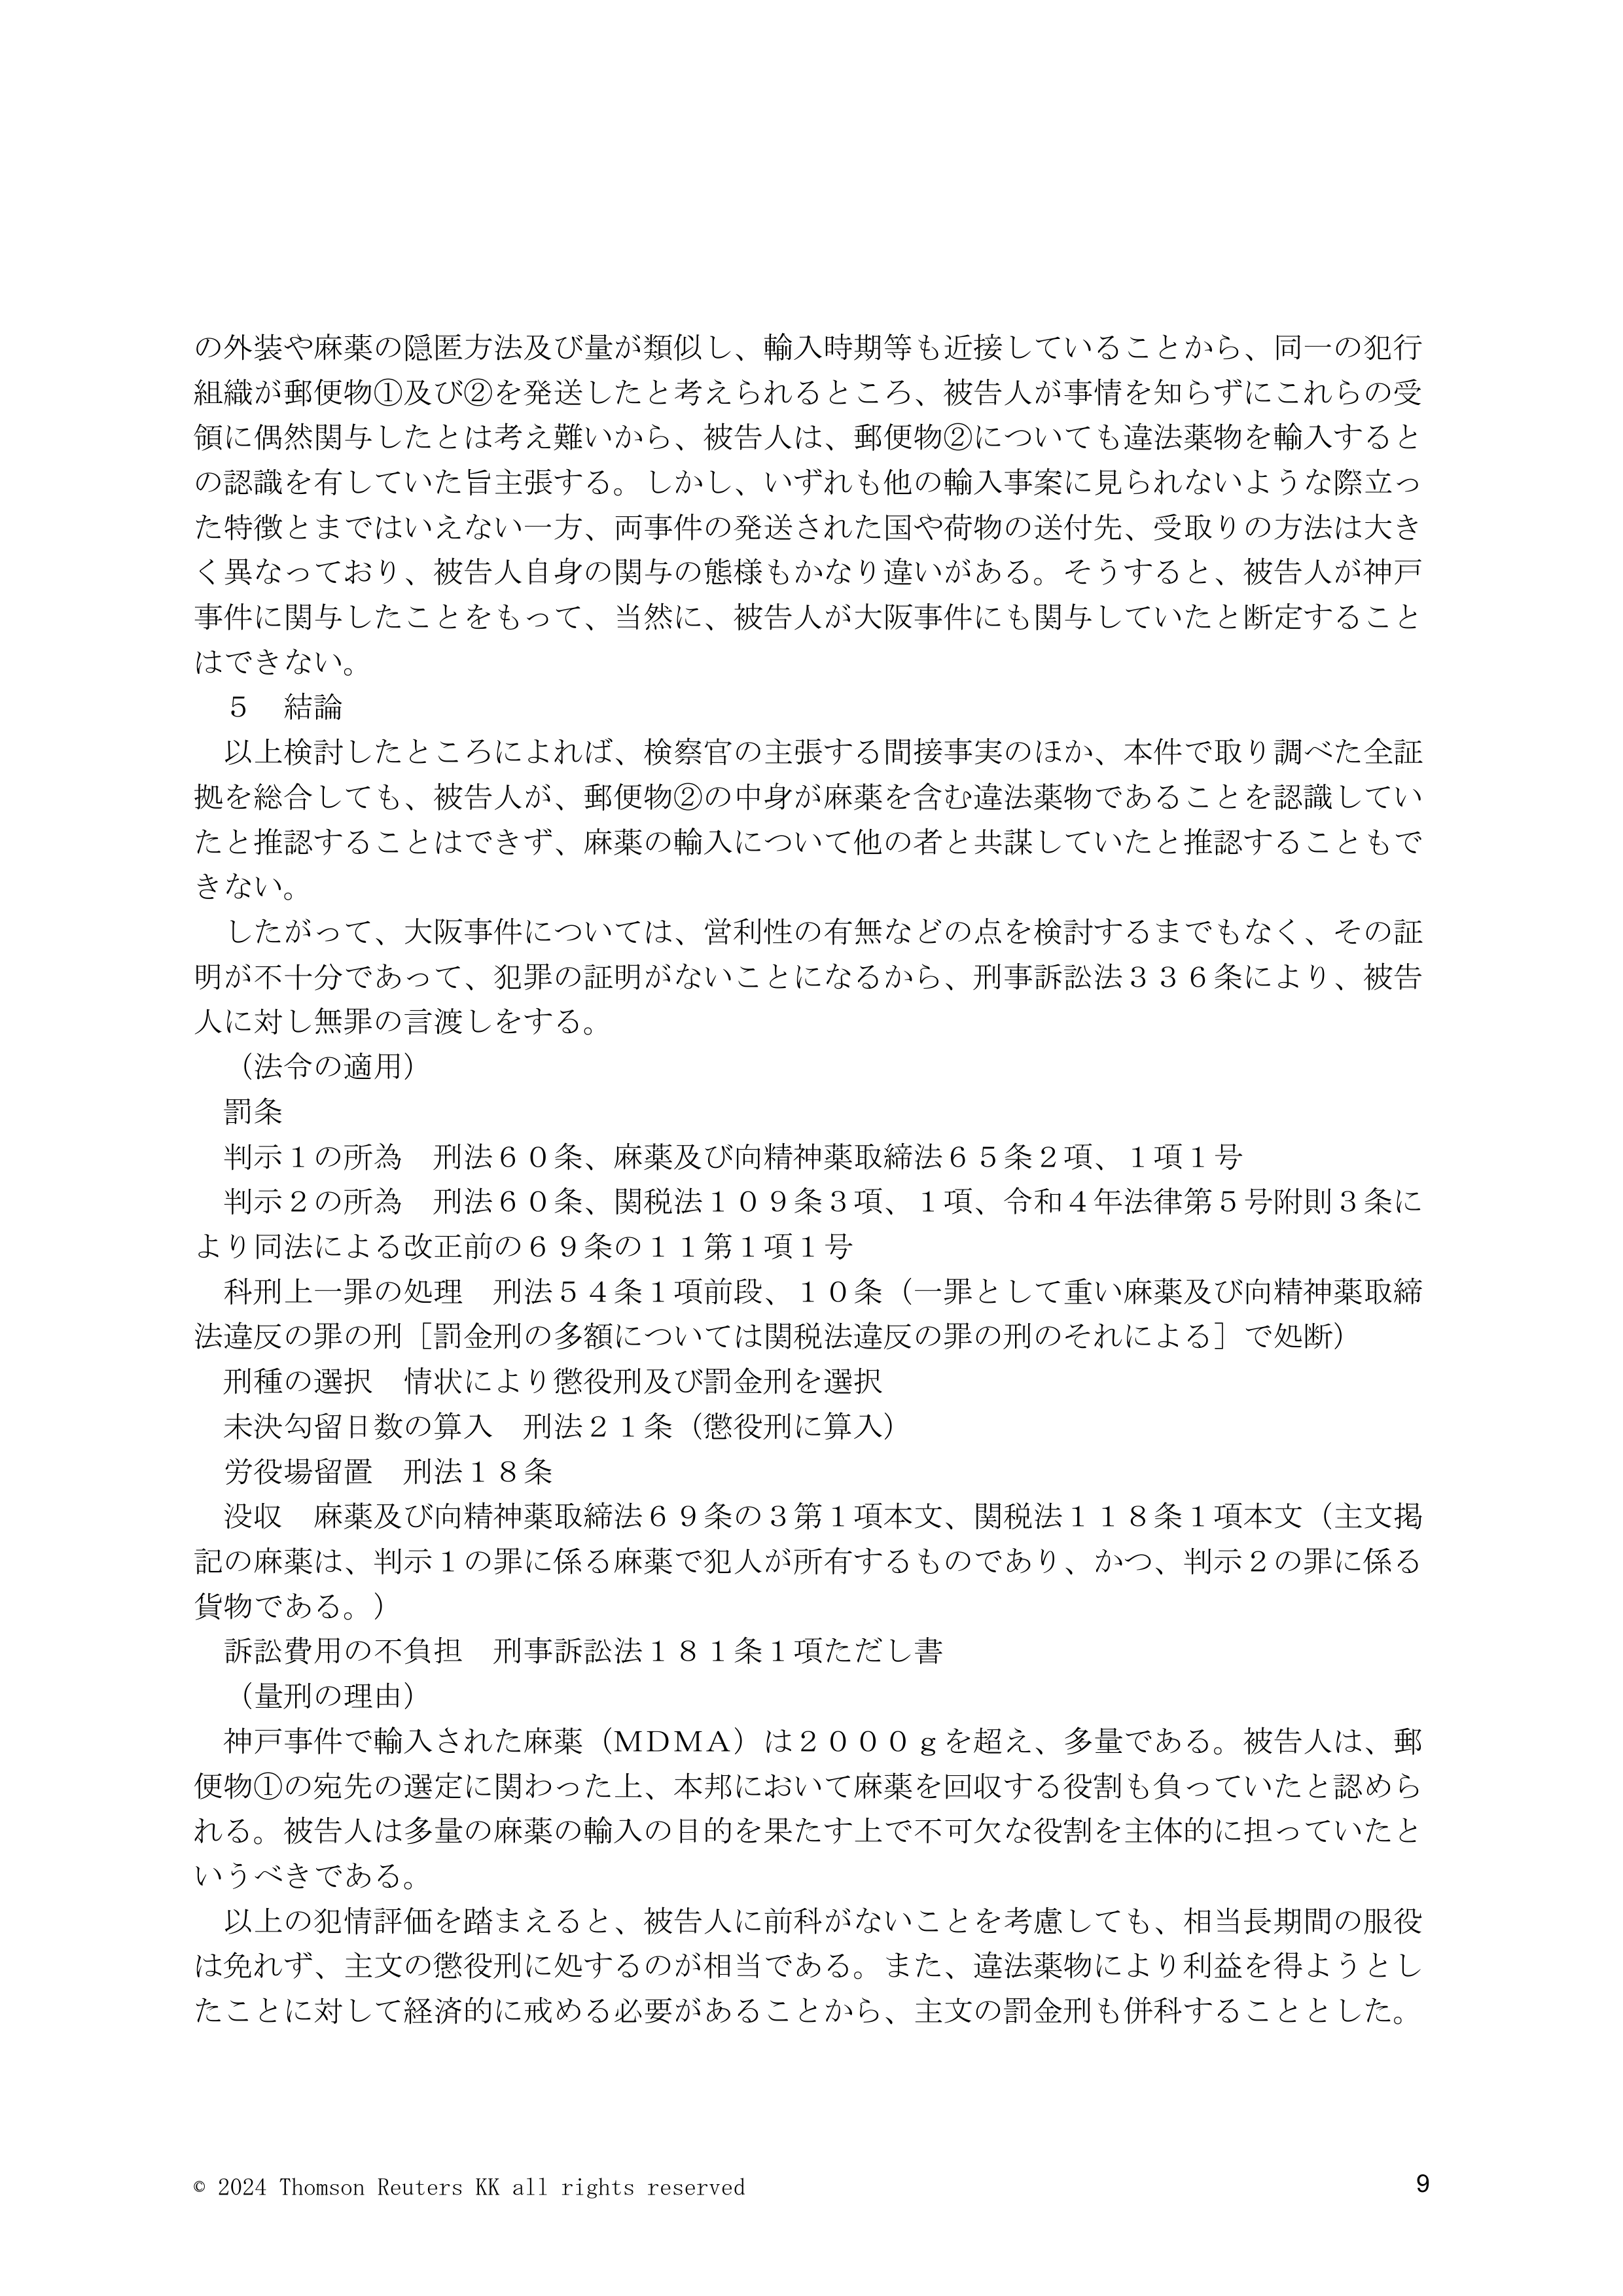 の外装や麻薬の隠匿方法及び量が類似し、輸入時期等も近接していることから、同一の犯行
組織が郵便物①及び②を発送したと考えられるところ、被告人が事情を知らずにこれらの受
領に偶然関与したとは考え難いから、被告人は、郵便物②についても違法薬物を輸入すると
の認識を有していた旨主張する。しかし、いずれも他の輸入事案に見られないような際立っ
た特徴とまではいえない一方、両事件の発送された国や荷物の送付先、受取りの方法は大き
く異なっており、被告人自身の関与の態様もかなり違いがある。そうすると、被告人が神戸
事件に関与したことをもって、当然に、被告人が大阪事件にも関与していたと断定すること
はできない。
５　結論
以上検討したところによれば、検察官の主張する間接事実のほか、本件で取り調べた全証
拠を総合しても、被告人が、郵便物②の中身が麻薬を含む違法薬物であることを認識してい
たと推認することはできず、麻薬の輸入について他の者と共謀していたと推認することもで
きない。
したがって、大阪事件については、営利性の有無などの点を検討するまでもなく、その証
明が不十分であって、犯罪の証明がないことになるから、刑事訴訟法３３６条により、被告
人に対し無罪の言渡しをする。
（法令の適用）
罰条
判示１の所為　刑法６０条、麻薬及び向精神薬取締法６５条２項、１項１号
判示２の所為　刑法６０条、関税法１０９条３項、１項、令和４年法律第５号附則３条に
より同法による改正前の６９条の１１第１項１号
科刑上一罪の処理　刑法５４条１項前段、１０条（一罪として重い麻薬及び向精神薬取締
法違反の罪の刑［罰金刑の多額については関税法違反の罪の刑のそれによる］で処断）
刑種の選択　情状により懲役刑及び罰金刑を選択
未決勾留日数の算入　刑法２１条（懲役刑に算入）
労役場留置　刑法１８条
没収　麻薬及び向精神薬取締法６９条の３第１項本文、関税法１１８条１項本文（主文掲
記の麻薬は、判示１の罪に係る麻薬で犯人が所有するものであり、かつ、判示２の罪に係る
貨物である。）
訴訟費用の不負担　刑事訴訟法１８１条１項ただし書
（量刑の理由）
神戸事件で輸入された麻薬（ＭＤＭＡ）は２０００ｇを超え、多量である。被告人は、郵
便物①の宛先の選定に関わった上、本邦において麻薬を回収する役割も負っていたと認めら
れる。被告人は多量の麻薬の輸入の目的を果たす上で不可欠な役割を主体的に担っていたと
いうべきである。
以上の犯情評価を踏まえると、被告人に前科がないことを考慮しても、相当長期間の服役
は免れず、主文の懲役刑に処するのが相当である。また、違法薬物により利益を得ようとし
たことに対して経済的に戒める必要があることから、主文の罰金刑も併科することとした。
© 2024 Thomson Reuters KK all rights reserved
9